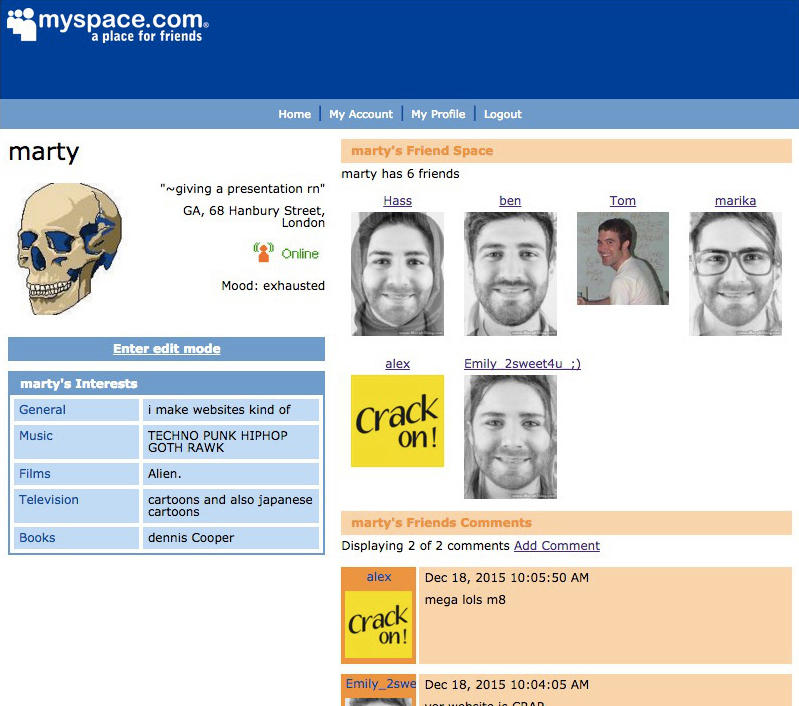 myspace.com®
a place for friends
Home | My Account | My Profile | Logout
marty
"~giving a presentation rn"
GA, 68 Hanbury Street,
London
Online
Mood: exhausted
Enter edit mode
marty's Interests
General i make websites kind of
Music TECHNO PUNK HIPHOP
GOTH RAWK
Films Alien.
Television cartoons and also japanese
cartoons
Books dennis Cooper
marty's Friend Space
marty has 6 friends
Hass ben Tom marika
alex Emily_2sweet4u_;)
Crack
on!
marty's Friends Comments
Displaying 2 of 2 comments Add Comment
alex Dec 18, 2015 10:05:50 AM
mega lols m8
Crack
on!
Emily_2swe Dec 18, 2015 10:04:05 AM